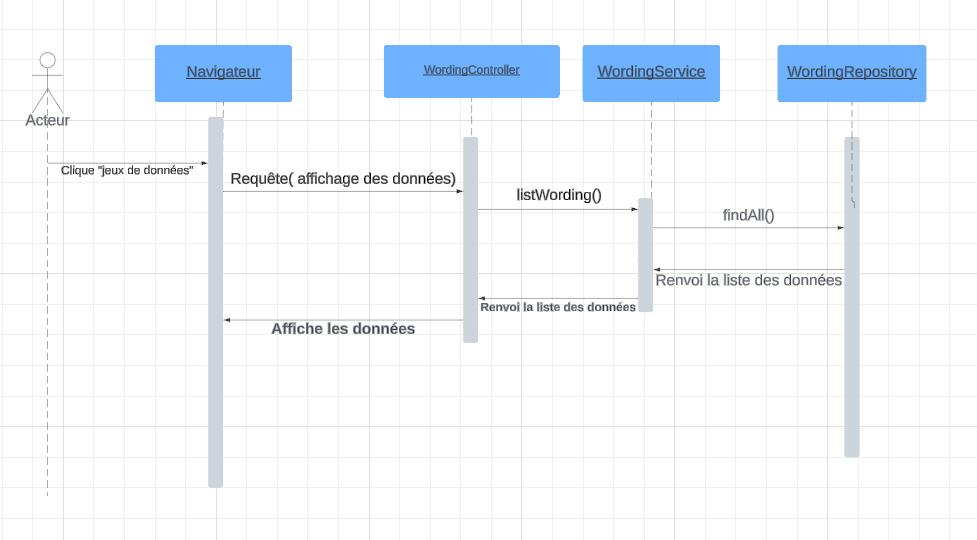 Navigateur
WordingController
WordingService
WordingRepository
Acteur
Clique "jeux de données"
Requête( affichage des données)
listWording()
findAll()
Renvoi la liste des données
Renvoi la liste des données
Affiche les données